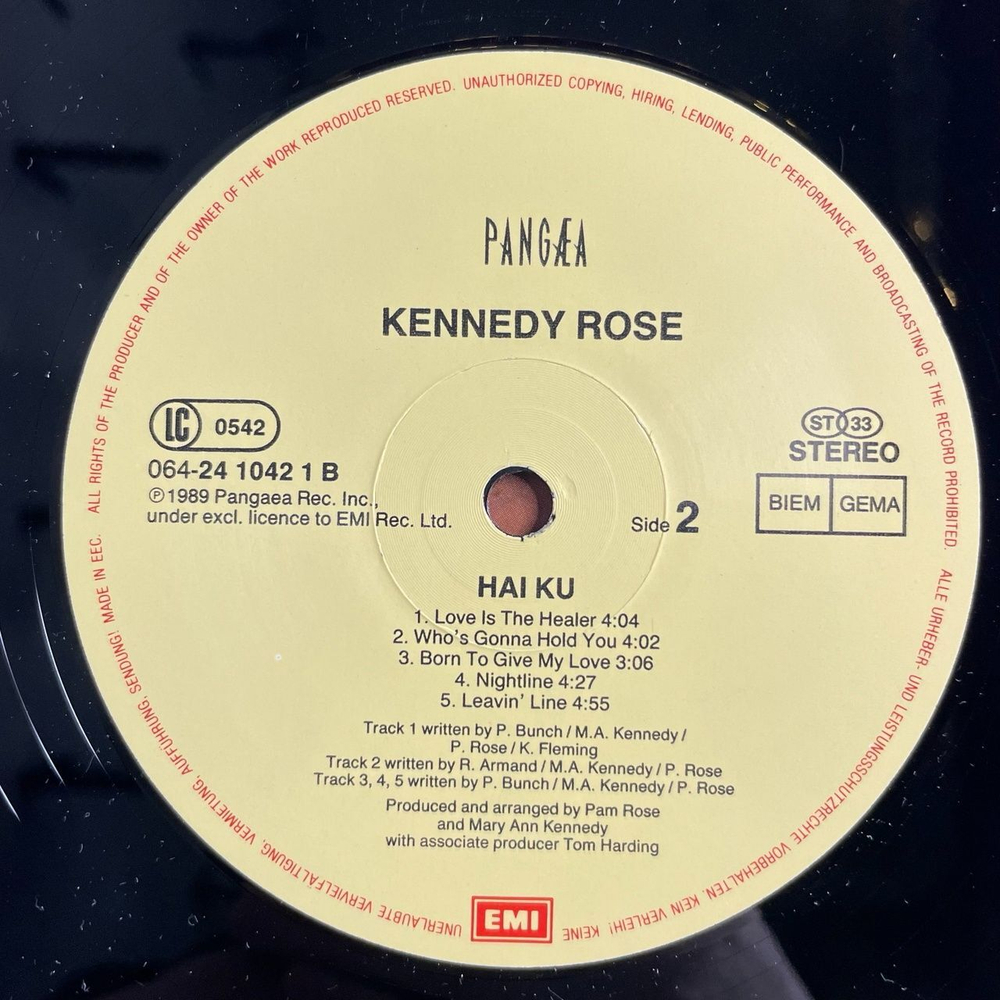 ALL RIGHTS OF THE PRODUCER AND OF THE OWNER OF THE WORK REPRODUCED RESERVED. UNAUTHORIZED COPYING, HIRING, LENDING, PUBLIC PERFORMANCE AND BROADCASTING OF THE RECORD PROHIBITED.
PANGÆA
KENNEDY ROSE
LC 0542
064-24 1042 1 B
℗1989 Pangaea Rec. Inc.,
under excl. licence to EMI Rec. Ltd.
ST 33
STEREO
BIEM GEMA
Side 2
HAI KU
1. Love Is The Healer 4:04
2. Who's Gonna Hold You 4:02
3. Born To Give My Love 3:06
4. Nightline 4:27
5. Leavin' Line 4:55
Track 1 written by P. Bunch / M.A. Kennedy /
P. Rose / K. Fleming
Track 2 written by R. Armand / M.A. Kennedy / P. Rose
Track 3, 4, 5 written by P. Bunch / M.A. Kennedy / P. Rose
Produced and arranged by Pam Rose
and Mary Ann Kennedy
with associate producer Tom Harding
EMI
ALLE URHEBER- UND LEISTUNGSSCHUTZRECHTE VORBEHALTEN. KEIN VERLEIH! KEINE UNERLAUBTE VERVIELFÄLTIGUNG, VERMIETUNG, AUFFÜHRUNG, SENDUNG! MADE IN EEC.